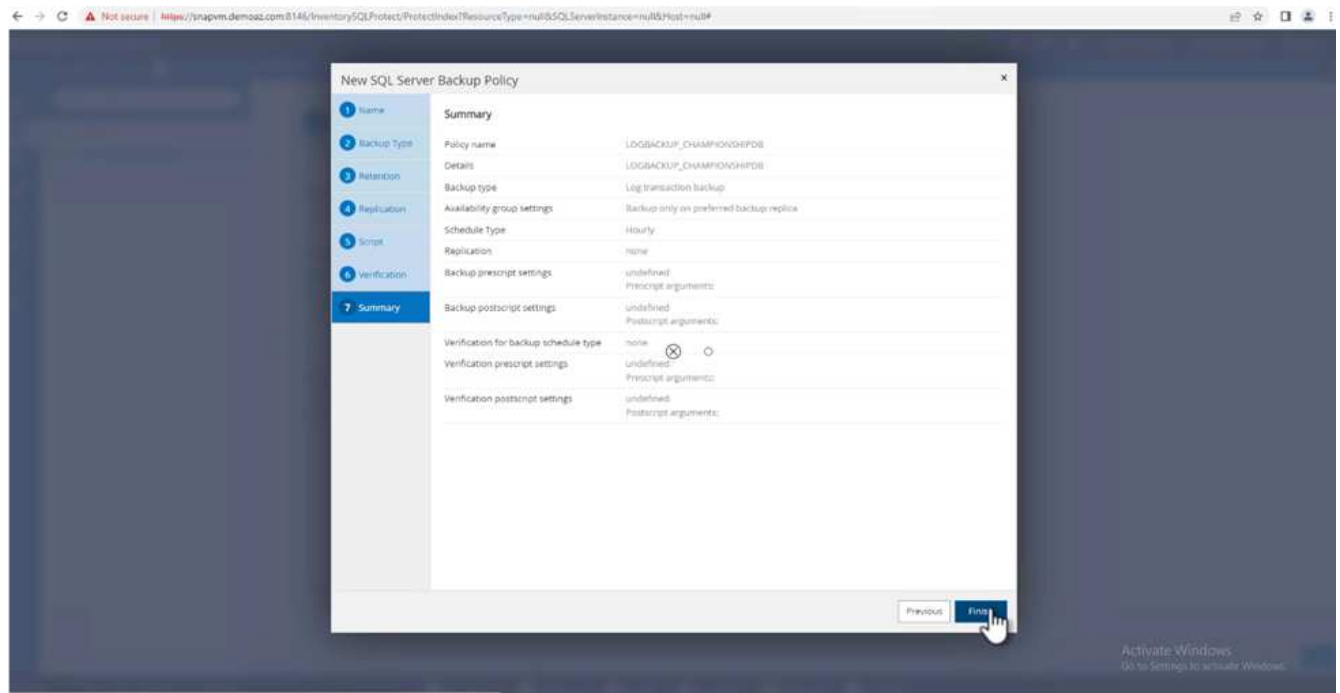 Not secure | https://snapvm.demoaz.com:8146/InventorySQLProtect/ProtectIndex?ResourceType=null&SQLServerInstance=null&Host=null#
New SQL Server Backup Policy
1 Name
2 Backup Type
3 Retention
4 Replication
5 Script
6 Verification
7 Summary
Summary
Policy name LOGBACKUP_CHAMPIONSHIPDB
Details LOGBACKUP_CHAMPIONSHIPDB
Backup type Log transaction backup
Availability group settings Backup only on preferred backup replica
Schedule Type Hourly
Replication none
Backup prescript settings undefined
Prescript arguments:
Backup postscript settings undefined
Postscript arguments:
Verification for backup schedule type none
Verification prescript settings undefined
Prescript arguments:
Verification postscript settings undefined
Postscript arguments:
Previous
Activate Windows
Go to Settings to activate Windows.